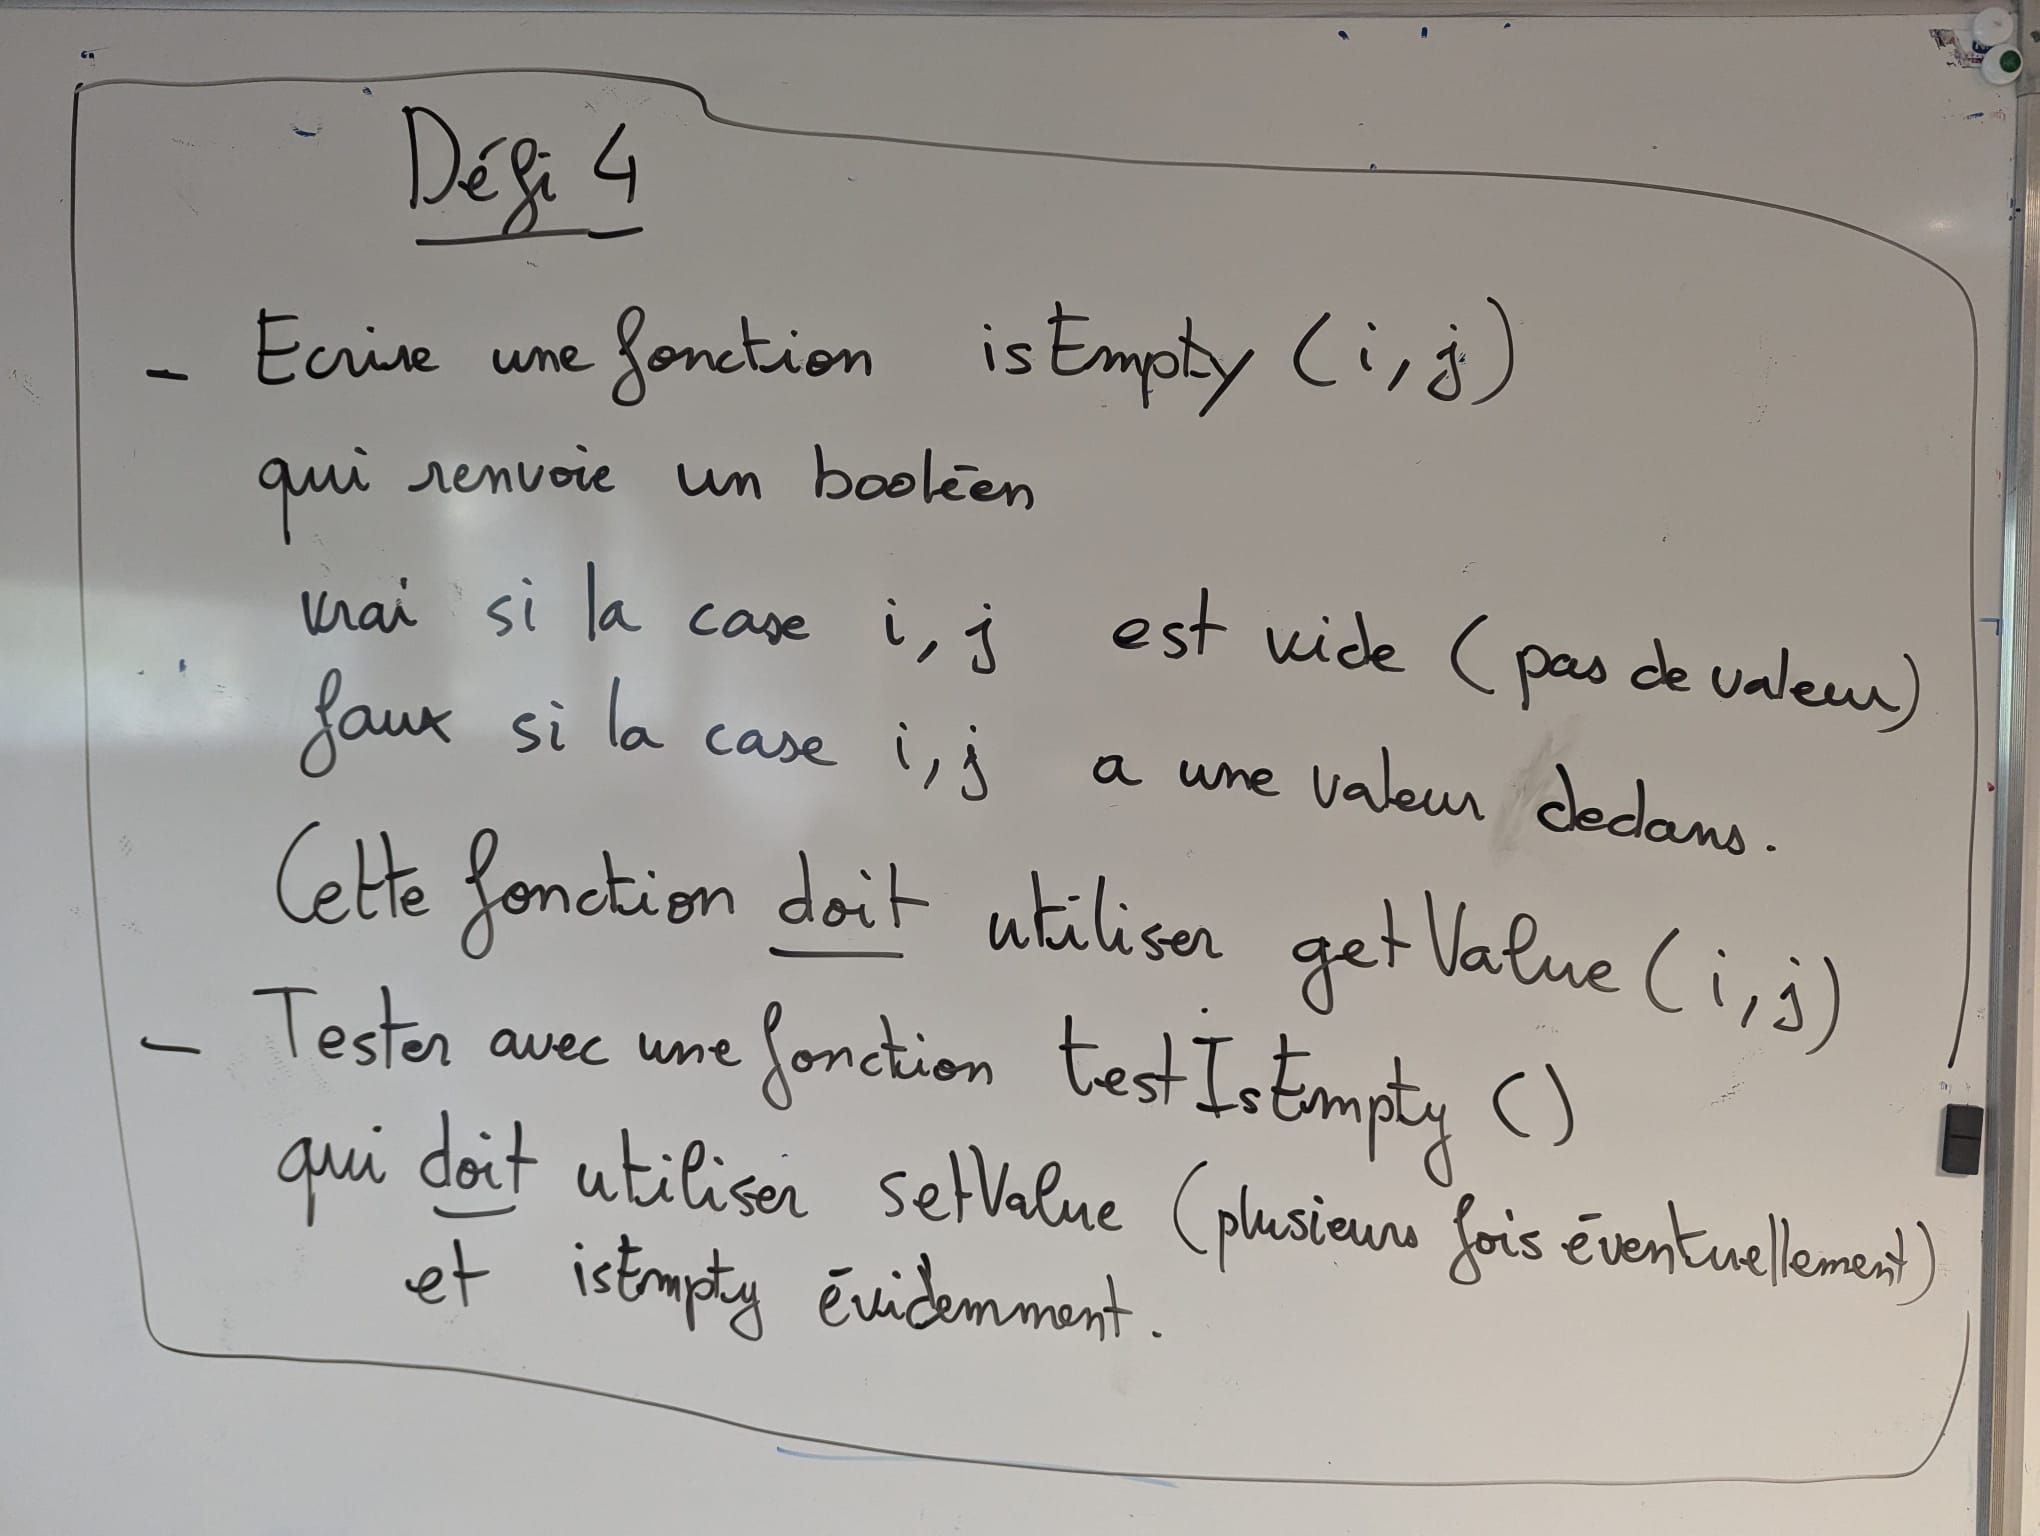 Défi 4
- Ecrire une fonction isEmpty (i,j)
qui renvoie un booléen
vrai si la case i,j est vide (pas de valeur)
faux si la case i,j a une valeur dedans.
Cette fonction doit utiliser getValue (i,j)
- Tester avec une fonction testIsEmpty ()
qui doit utiliser setValue (plusieurs fois éventuellement)
et isEmpty évidemment.